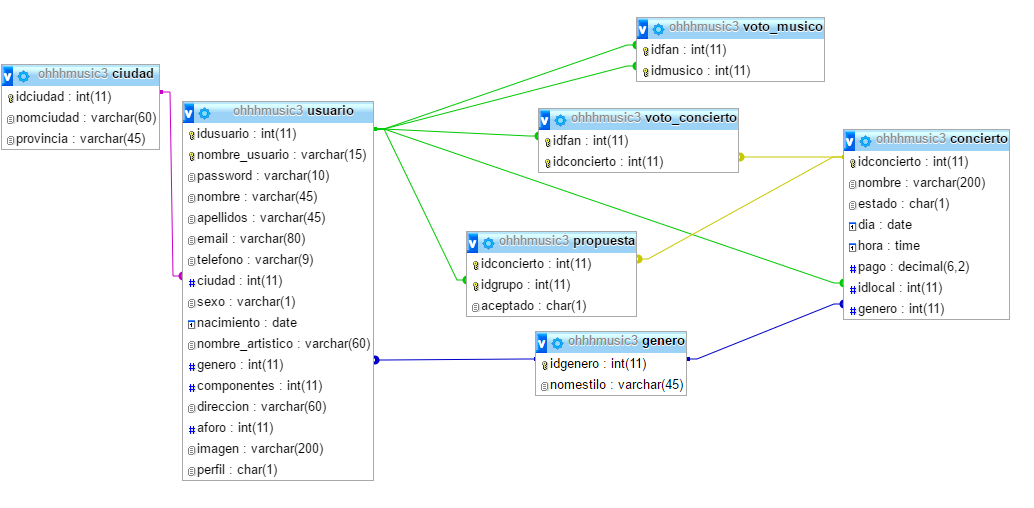 ohhhmusic3 ciudad
idciudad : int(11)
nomciudad : varchar(60)
provincia : varchar(45)
ohhhmusic3 usuario
idusuario : int(11)
nombre_usuario : varchar(15)
password : varchar(10)
nombre : varchar(45)
apellidos : varchar(45)
email : varchar(80)
telefono : varchar(9)
ciudad : int(11)
sexo : varchar(1)
nacimiento : date
nombre_artistico : varchar(60)
genero : int(11)
componentes : int(11)
direccion : varchar(60)
aforo : int(11)
imagen : varchar(200)
perfil : char(1)
ohhhmusic3 voto_musico
idfan : int(11)
idmusico : int(11)
ohhhmusic3 voto_concierto
idfan : int(11)
idconcierto : int(11)
ohhhmusic3 propuesta
idconcierto : int(11)
idgrupo : int(11)
aceptado : char(1)
ohhhmusic3 genero
idgenero : int(11)
nomestilo : varchar(45)
ohhhmusic3 concierto
idconcierto : int(11)
nombre : varchar(200)
estado : char(1)
dia : date
hora : time
pago : decimal(6,2)
idlocal : int(11)
genero : int(11)